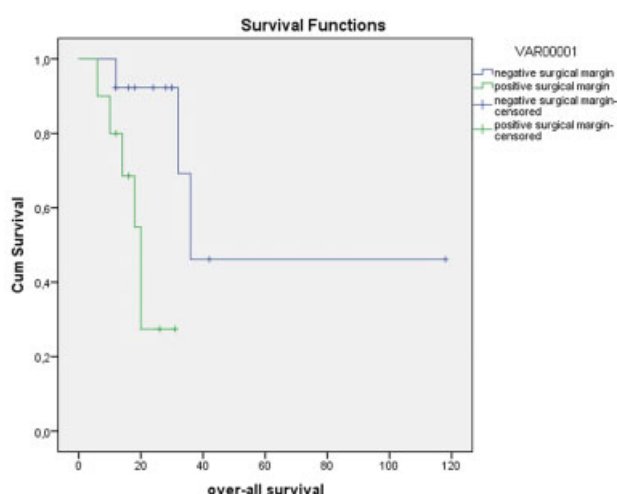 Survival Functions
VAR00001
negative surgical margin
positive surgical margin
negative surgical margin-
censored
positive surgical margin-
censored
Cum Survival
1,0
0,8
0,6
0,4
0,2
0,0
0 20 40 60 80 100 120
over-all survival